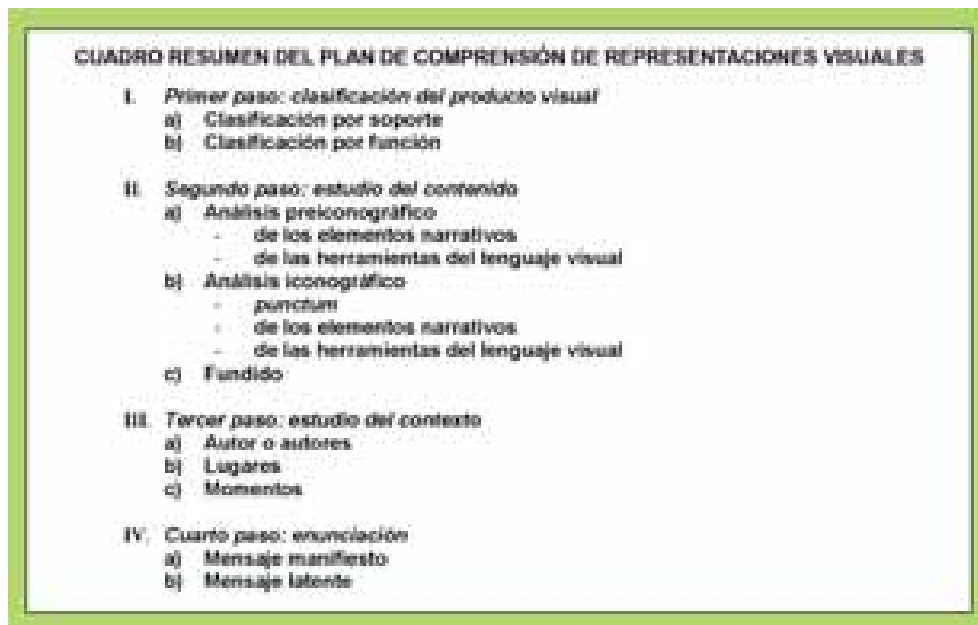 CUADRO RESUMEN DEL PLAN DE COMPRENSIÓN DE REPRESENTACIONES VISUALES
I. Primer paso: clasificación del producto visual
a) Clasificación por soporte
b) Clasificación por función
II. Segundo paso: estudio del contenido
a) Análisis preiconográfico
- de los elementos narrativos
- de las herramientas del lenguaje visual
b) Análisis iconográfico
- punctum
- de los elementos narrativos
- de las herramientas del lenguaje visual
c) Fundido
III. Tercer paso: estudio del contexto
a) Autor o autores
b) Lugares
c) Momentos
IV. Cuarto paso: enunciación
a) Mensaje manifiesto
b) Mensaje latente